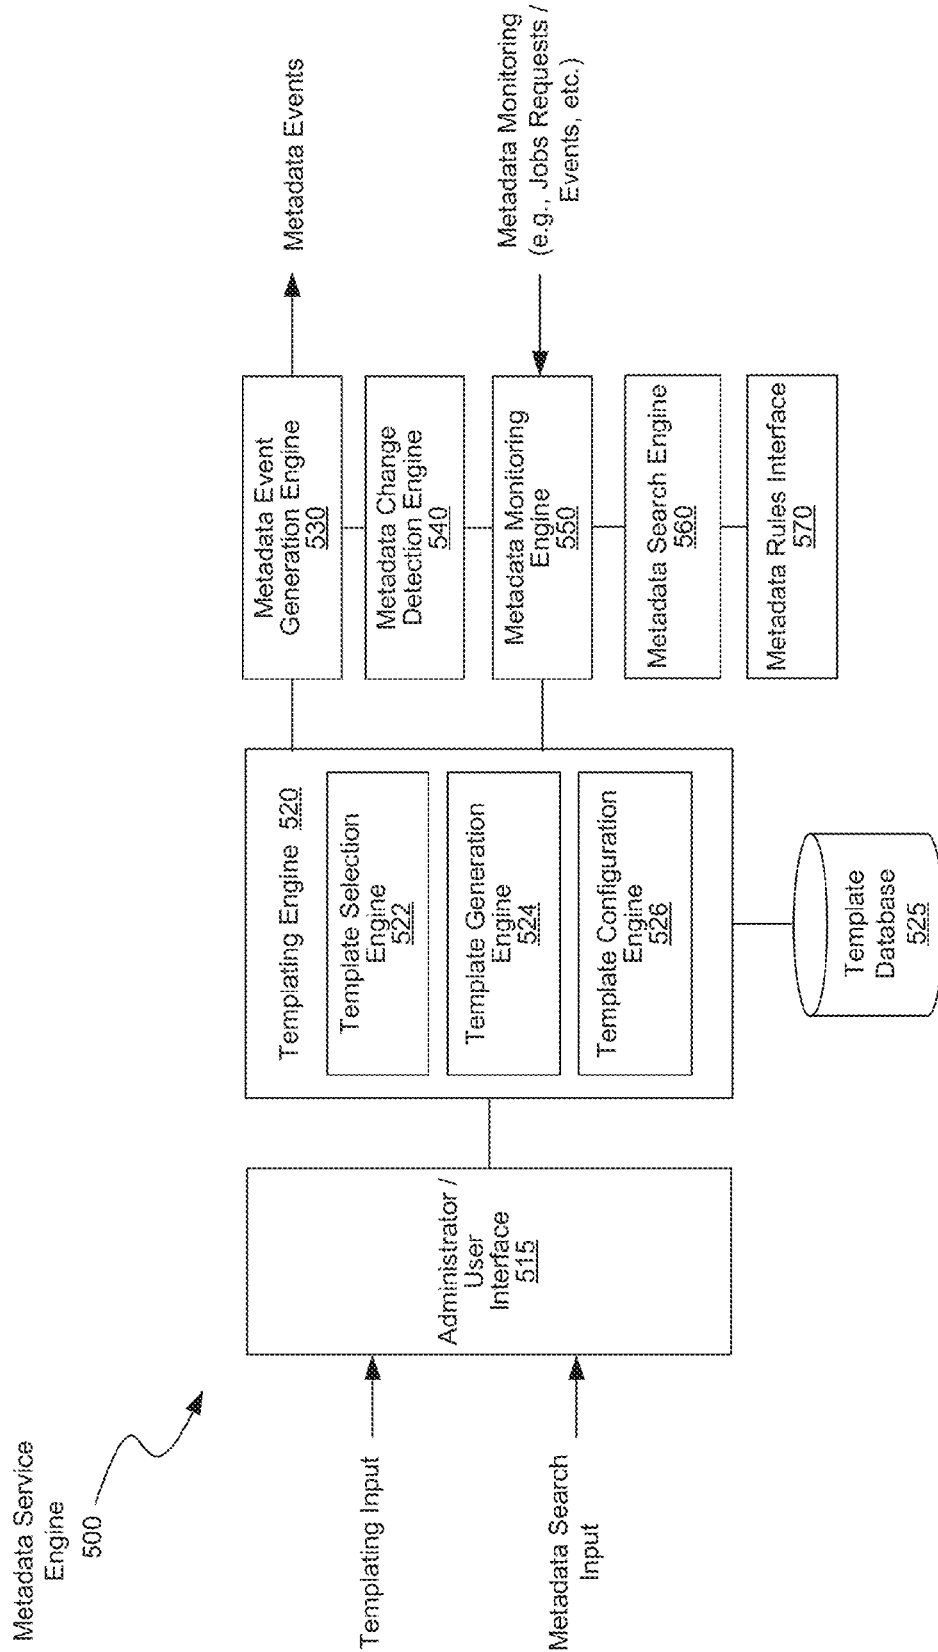 Metadata Service
Engine
500
Templating Input
Metadata Search
Input
Administrator /
User
Interface
515
Templating Engine 520
Template Selection
Engine
522
Template Generation
Engine
524
Template Configuration
Engine
526
Template
Database
525
Metadata Event
Generation Engine
530
Metadata Change
Detection Engine
540
Metadata Monitoring
Engine
550
Metadata Search Engine
560
Metadata Rules Interface
570
Metadata Events
Metadata Monitoring
(e.g., Jobs Requests /
Events, etc.)